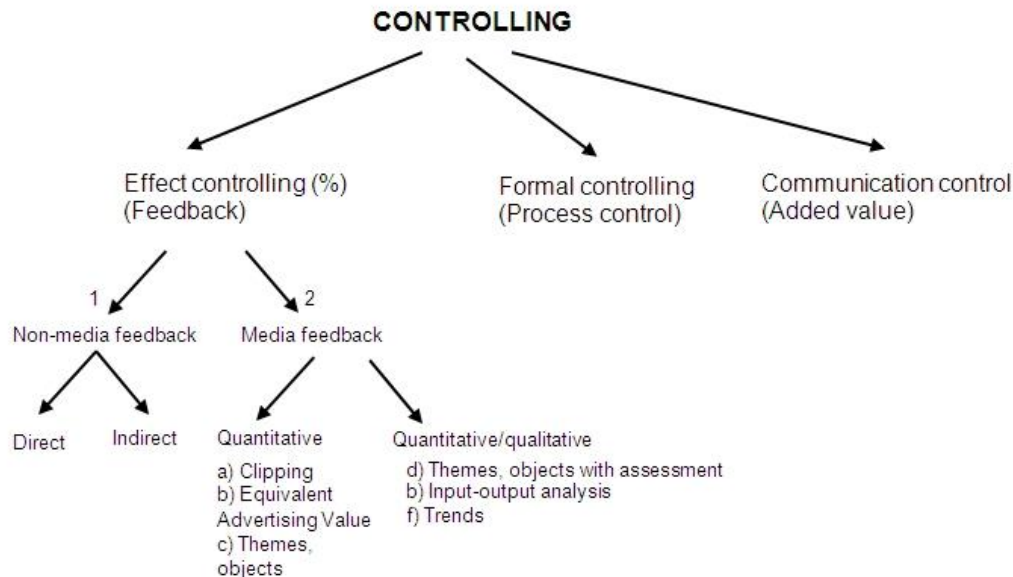 CONTROLLING
Effect controlling (%)
(Feedback)
Formal controlling
(Process control)
Communication control
(Added value)
1
2
Non-media feedback
Media feedback
Direct
Indirect
Quantitative
a) Clipping
b) Equivalent
Advertising Value
c) Themes,
objects
Quantitative/qualitative
d) Themes, objects with assessment
b) Input-output analysis
f) Trends